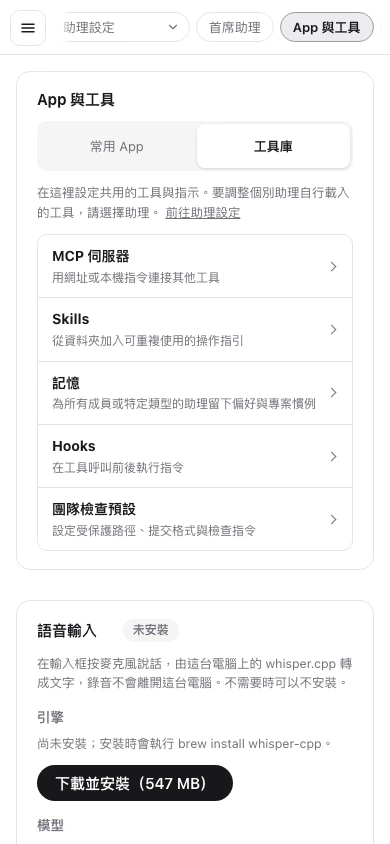 助理設定
首席助理
App 與工具
App 與工具
常用 App
工具庫
在這裡設定共用的工具與指示。要調整個別助理自行載入
的工具，請選擇助理。 前往助理設定
MCP 伺服器
用網址或本機指令連接其他工具
Skills
從資料夾加入可重複使用的操作指引
記憶
為所有成員或特定類型的助理留下偏好與專案慣例
Hooks
在工具呼叫前後執行指令
團隊檢查預設
設定受保護路徑、提交格式與檢查指令
語音輸入
未安裝
在輸入框按麥克風說話，由這台電腦上的 whisper.cpp 轉
成文字，錄音不會離開這台電腦。不需要時可以不安裝。
引擎
尚未安裝；安裝時會執行 brew install whisper-cpp。
下載並安裝（547 MB）
模型